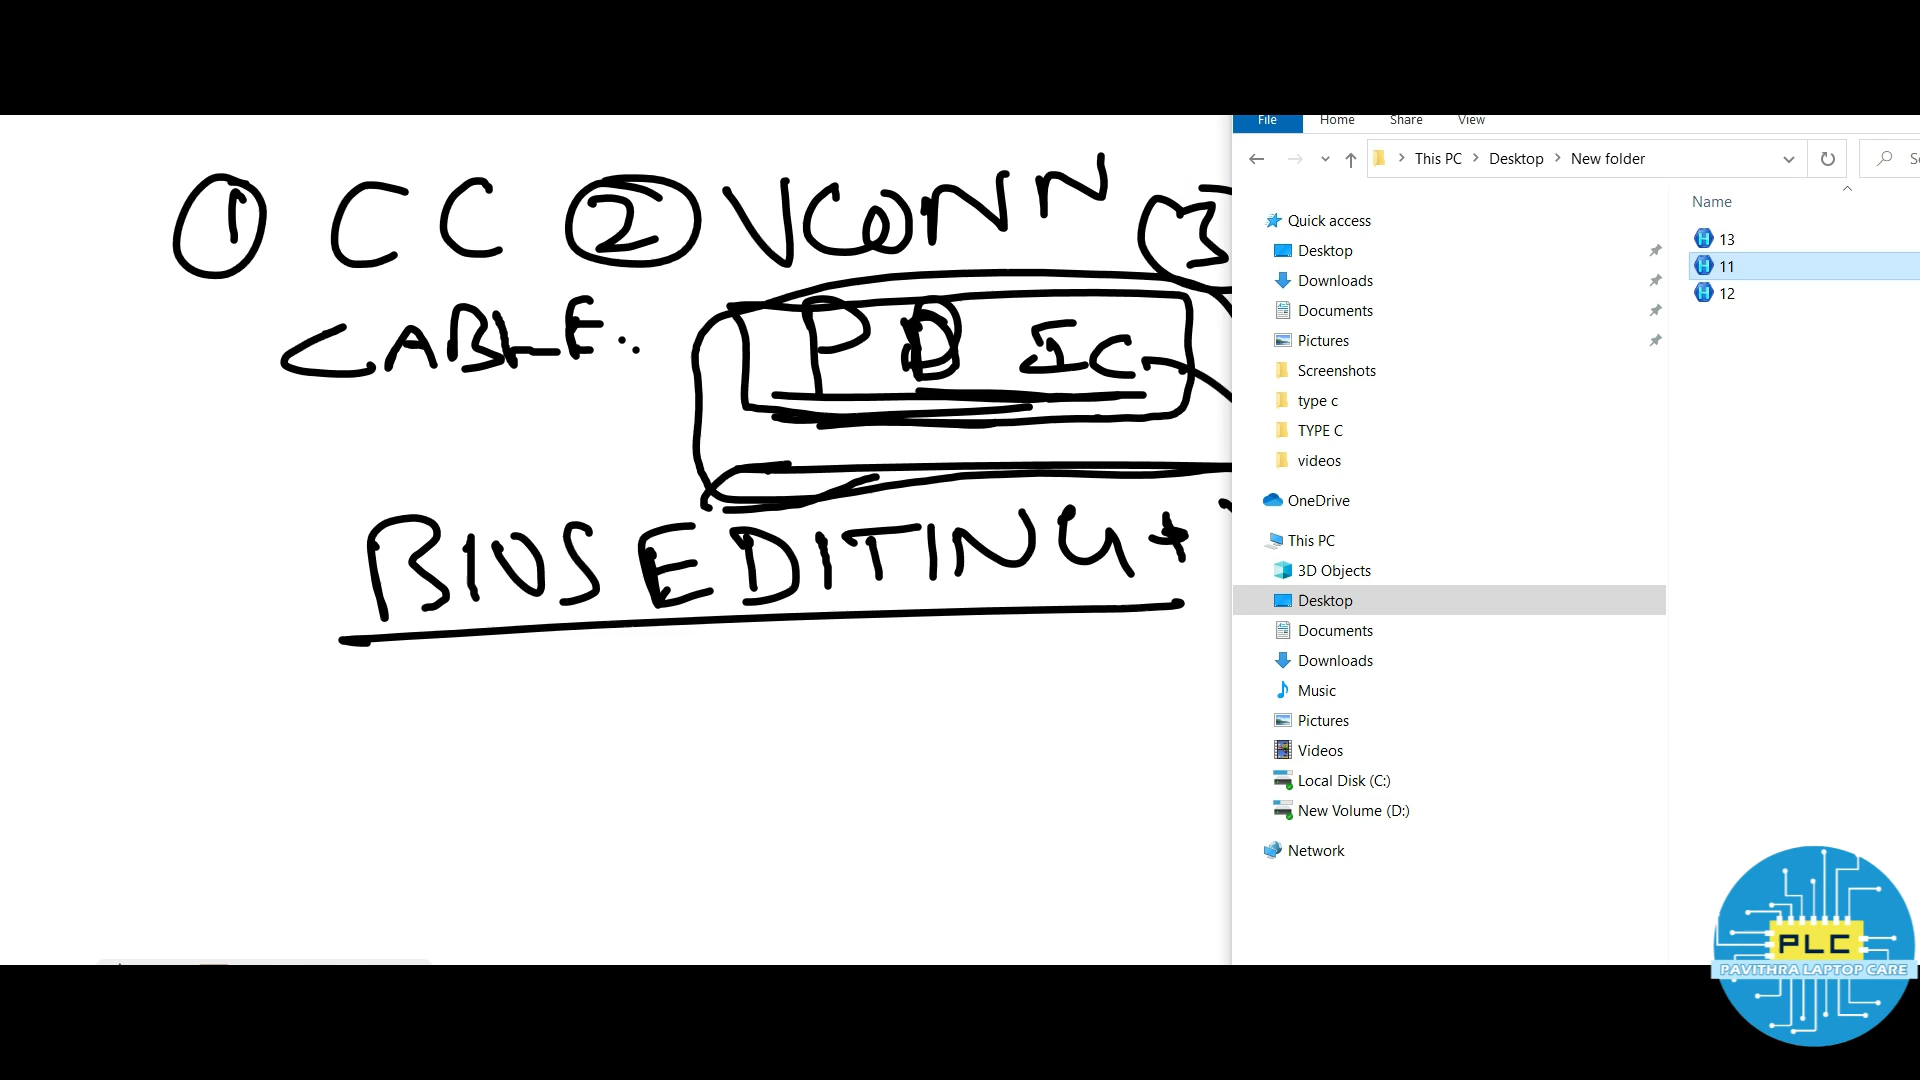 ① CC ② VCONN ③
CABLE..
PD IC
BIOS EDITING +
File Home Share View
This PC > Desktop > New folder
Name
13
11
12
Quick access
Desktop
Downloads
Documents
Pictures
Screenshots
type c
TYPE C
videos
OneDrive
This PC
3D Objects
Desktop
Documents
Downloads
Music
Pictures
Videos
Local Disk (C:)
New Volume (D:)
Network
PLC
PAVITHRA LAPTOP CARE